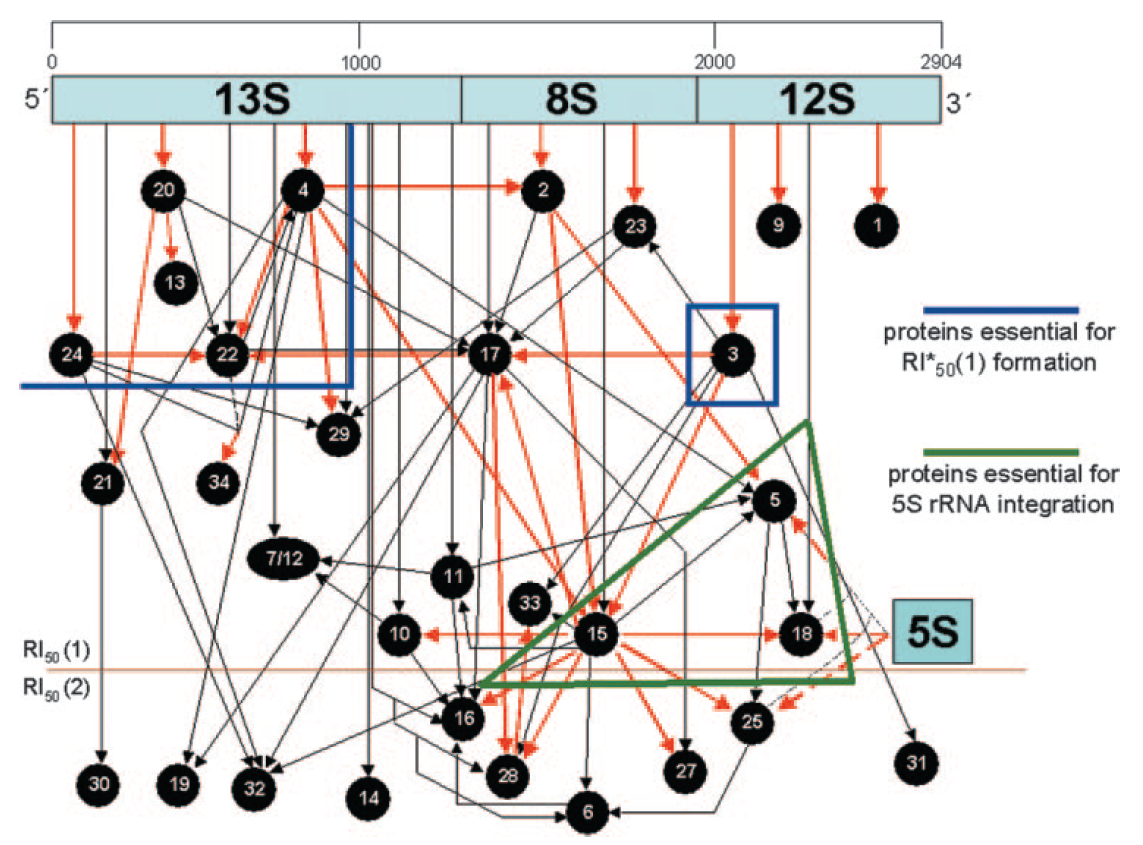 0 1000 2000 2904
5´ 13S 8S 12S 3´
20 4 2 23 9 1
13
24 22 17 3
proteins essential for
RI*50(1) formation
29
21 34 5
proteins essential for
5S rRNA integration
7/12 11 33
10 15 18 5S
RI50 (1)
RI50 (2)
16 25
30 19 32 14 28 6 27 31